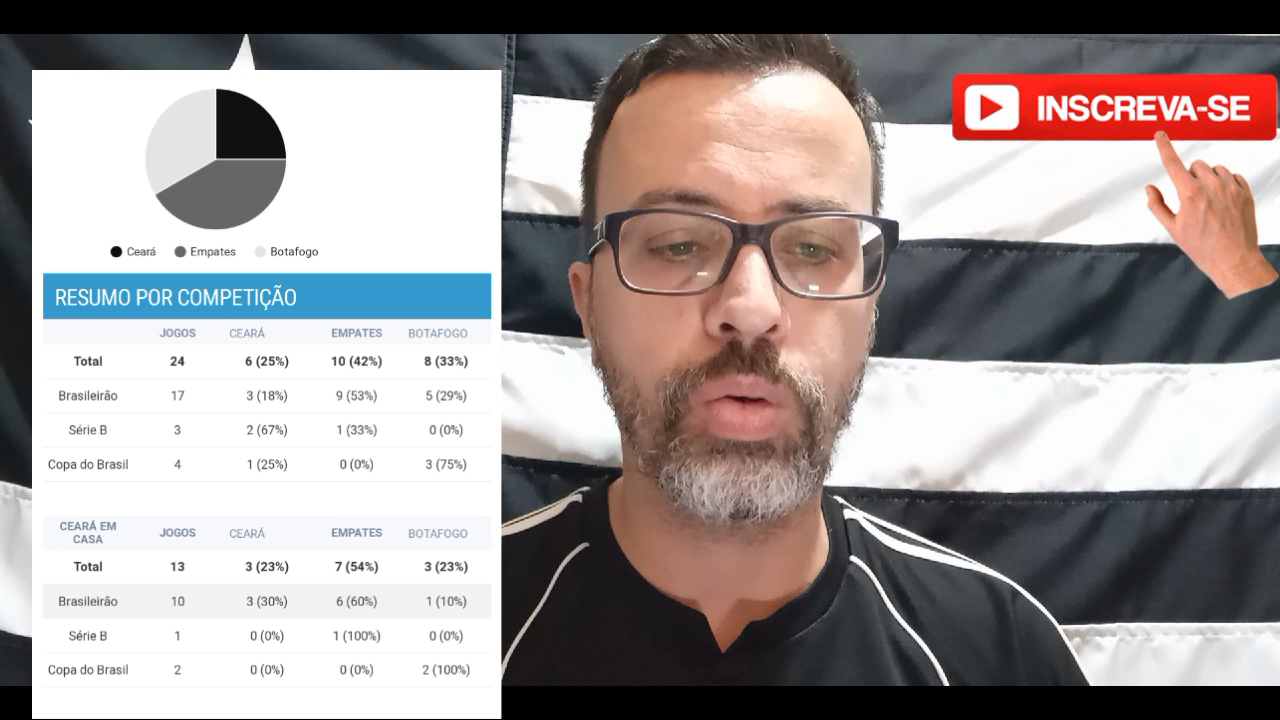 INSCREVA-SE
Ceará Empates Botafogo
RESUMO POR COMPETIÇÃO
JOGOS CEARÁ EMPATES BOTAFOGO
Total 24 6 (25%) 10 (42%) 8 (33%)
Brasileirão 17 3 (18%) 9 (53%) 5 (29%)
Série B 3 2 (67%) 1 (33%) 0 (0%)
Copa do Brasil 4 1 (25%) 0 (0%) 3 (75%)
CEARÁ EM
CASA JOGOS CEARÁ EMPATES BOTAFOGO
Total 13 3 (23%) 7 (54%) 3 (23%)
Brasileirão 10 3 (30%) 6 (60%) 1 (10%)
Série B 1 0 (0%) 1 (100%) 0 (0%)
Copa do Brasil 2 0 (0%) 0 (0%) 2 (100%)